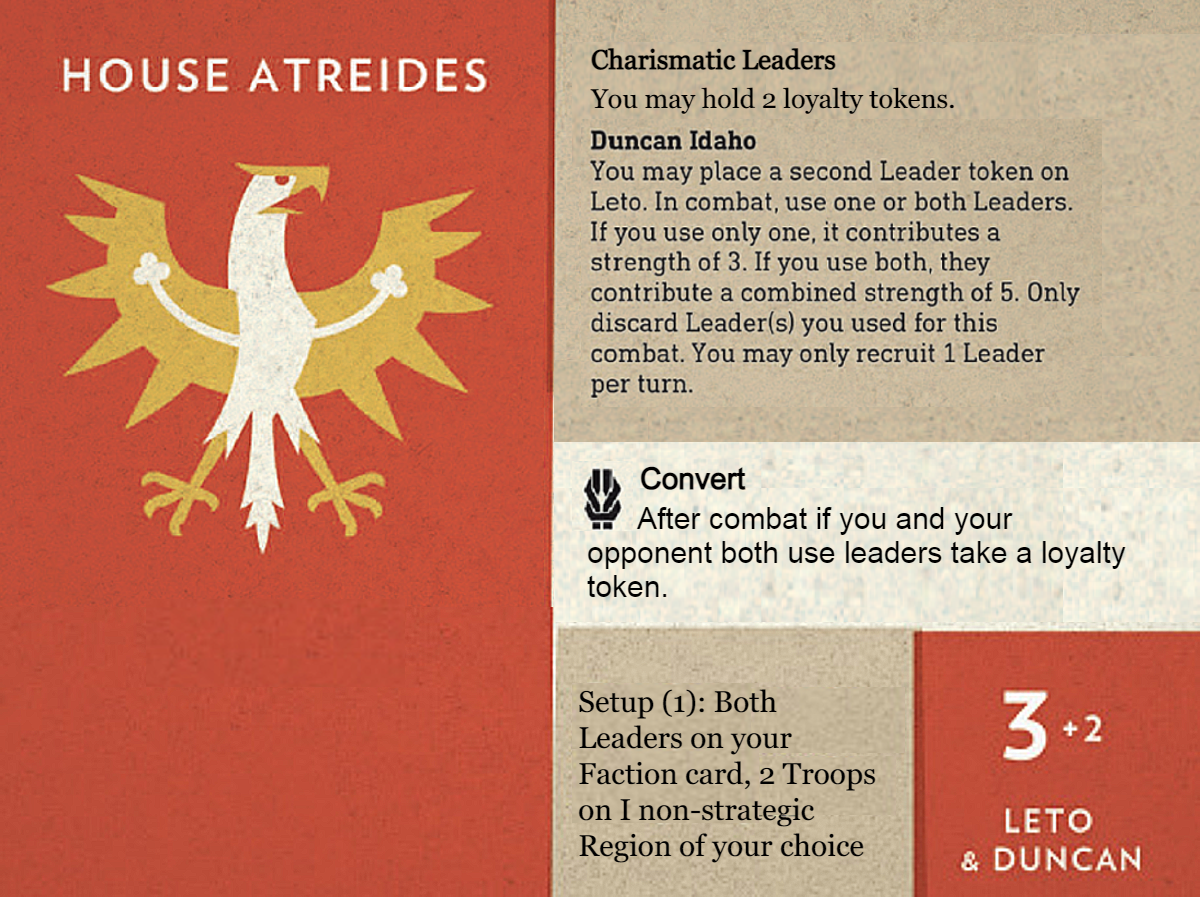 HOUSE ATREIDES
Charismatic Leaders
You may hold 2 loyalty tokens.
Duncan Idaho
You may place a second Leader token on
Leto. In combat, use one or both Leaders.
If you use only one, it contributes a
strength of 3. If you use both, they
contribute a combined strength of 5. Only
discard Leader(s) you used for this
combat. You may only recruit 1 Leader
per turn.
Convert
After combat if you and your
opponent both use leaders take a loyalty
token.
Setup (1): Both
Leaders on your
Faction card, 2 Troops
on I non-strategic
Region of your choice
3 +2
LETO
& DUNCAN